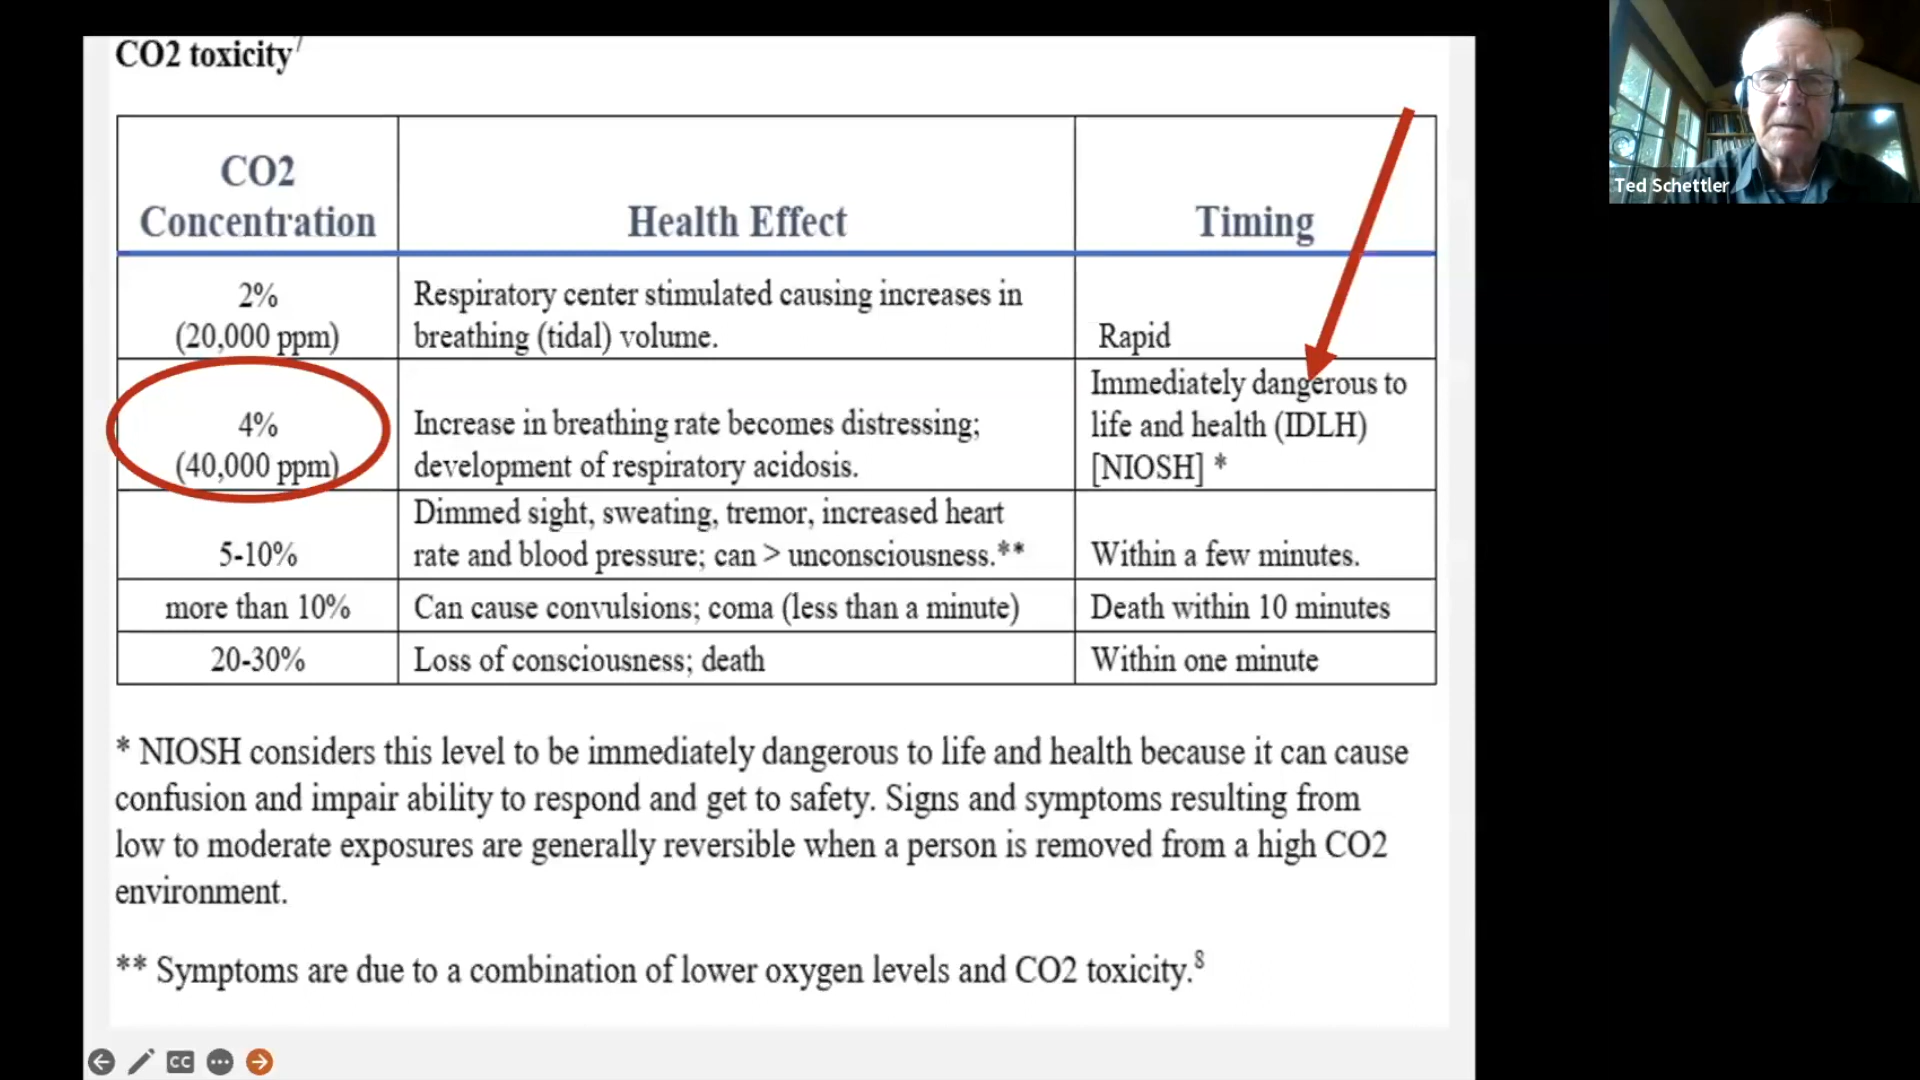 CO2 toxicity7
CO2
Concentration
Health Effect
Timing
2%
(20,000 ppm)
Respiratory center stimulated causing increases in
breathing (tidal) volume.
Rapid
4%
(40,000 ppm)
Increase in breathing rate becomes distressing;
development of respiratory acidosis.
Immediately dangerous to
life and health (IDLH)
[NIOSH] *
5-10%
Dimmed sight, sweating, tremor, increased heart
rate and blood pressure; can > unconsciousness.**
Within a few minutes.
more than 10%
Can cause convulsions; coma (less than a minute)
Death within 10 minutes
20-30%
Loss of consciousness; death
Within one minute
* NIOSH considers this level to be immediately dangerous to life and health because it can cause
confusion and impair ability to respond and get to safety. Signs and symptoms resulting from
low to moderate exposures are generally reversible when a person is removed from a high CO2
environment.
** Symptoms are due to a combination of lower oxygen levels and CO2 toxicity.8
CC
Ted Schettler